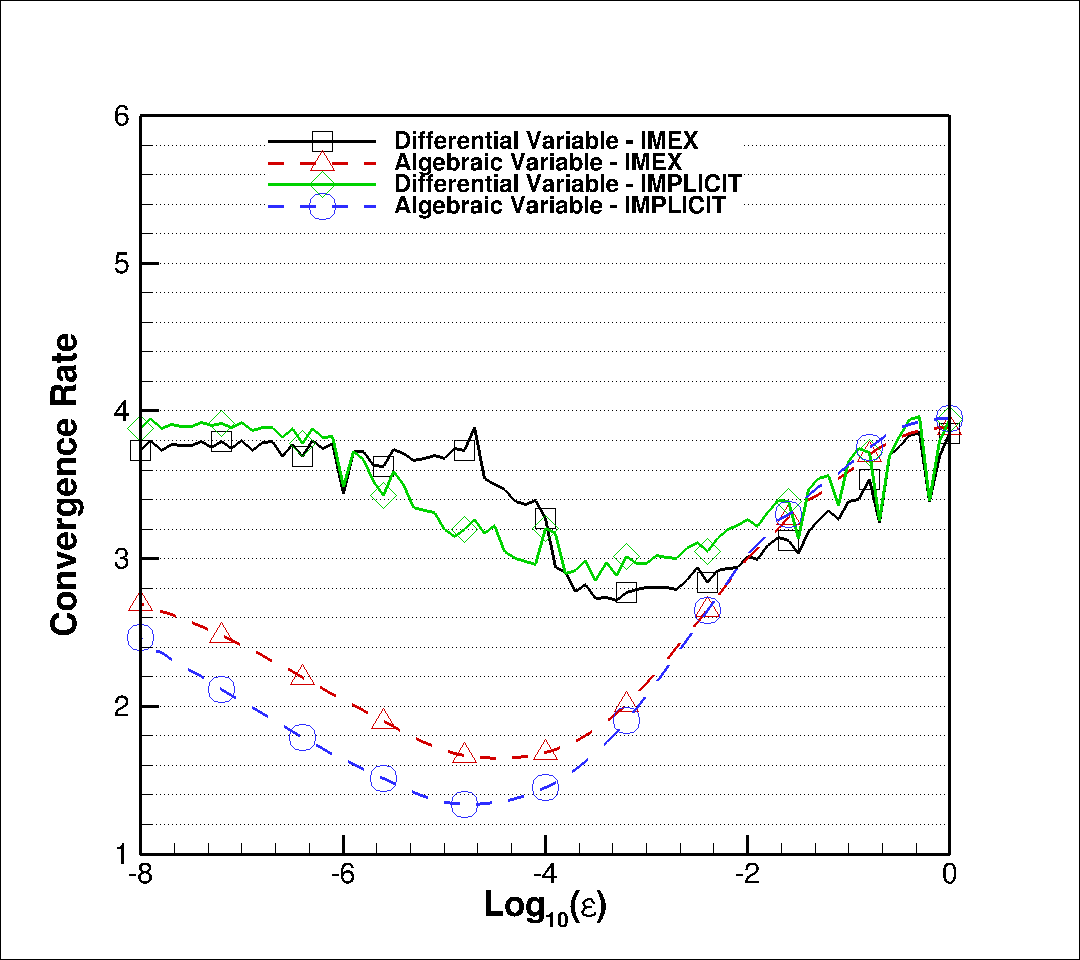 6
Differential Variable - IMEX
Algebraic Variable - IMEX
Differential Variable - IMPLICIT
Algebraic Variable - IMPLICIT
5
4
3
2
1
Convergence Rate
-8 -6 -4 -2 0
Log10(ε)